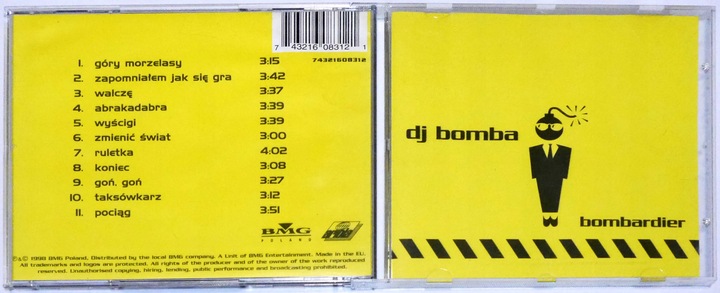 7 43216 08312 1
74321608312
1. góry morzelasy 3:15
2. zapomniałem jak się gra 3:42
3. walczę 3:37
4. abrakadabra 3:39
5. wyścigi 3:39
6. zmienić świat 3:00
7. ruletka 4:02
8. koniec 3:08
9. goń, goń 3:27
10. taksówkarz 3:12
11. pociąg 3:51
BMG
POLAND
℗&© 1998 BMG Poland, Distributed by the local BMG company. A Unit of BMG Entertainment. Made in the EU.
All trademarks and logos are protected. All rights of the producer and of the owner of the work reproduced
reserved. Unauthorised copying, hiring, lending, public performance and broadcasting prohibited.
dj bomba
bombardier